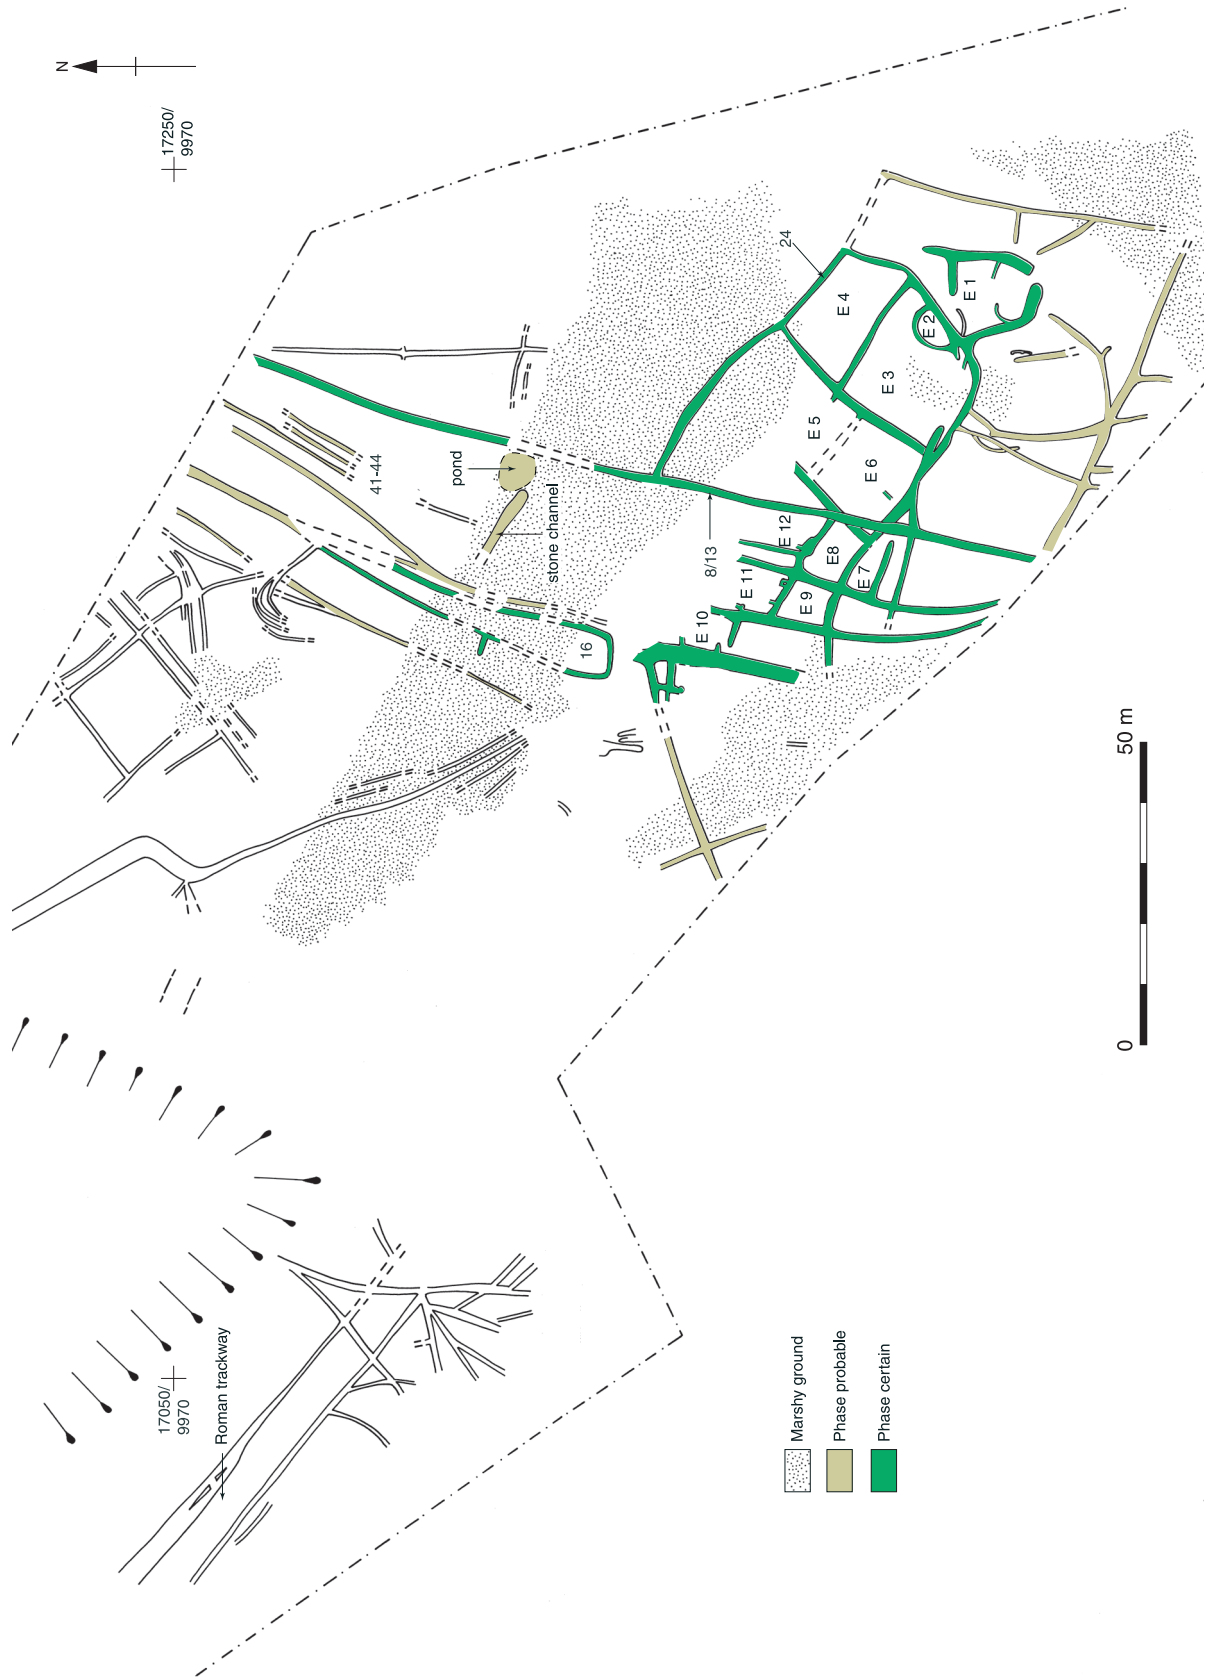 N
17250/
9970
24
41-44
pond
stone channel
8/13
16
E 4
E 2
E 1
E 3
E 5
E 6
E 12
E8
E 7
E 11
E 9
E 10
17050/
9970
Roman trackway
Marshy ground
Phase probable
Phase certain
0
50 m